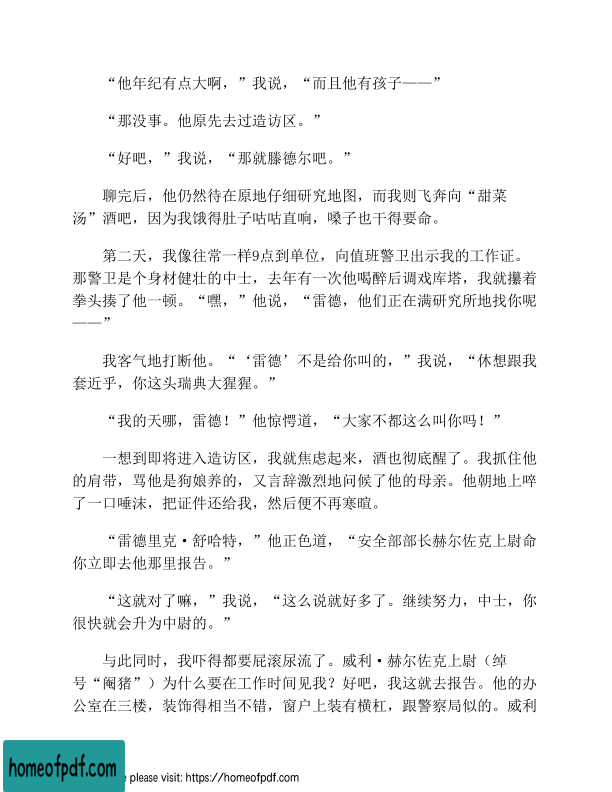 “他年纪有点大啊，”我说，“而且他有孩子——”
“那没事。他原先去过造访区。”
“好吧，”我说，“那就滕德尔吧。”
聊完后，他仍然待在原地仔细研究地图，而我则飞奔向“甜菜
汤”酒吧，因为我饿得肚子咕咕直响，嗓子也干得要命。
第二天，我像往常一样9点到单位，向值班警卫出示我的工作证。
那警卫是个身材健壮的中士，去年有一次他喝醉后调戏库塔，我就攥着
拳头揍了他一顿。“嘿，”他说，“雷德，他们正在满研究所地找你呢
——”
我客气地打断他。“‘雷德’不是给你叫的，”我说，“休想跟我
套近乎，你这头瑞典大猩猩。”
“我的天哪，雷德！”他惊愕道，“大家不都这么叫你吗！”
一想到即将进入造访区，我就焦虑起来，酒也彻底醒了。我抓住他
的肩带，骂他是狗娘养的，又言辞激烈地问候了他的母亲。他朝地上啐
了一口唾沫，把证件还给我，然后便不再寒暄。
“雷德里克·舒哈特，”他正色道，“安全部部长赫尔佐克上尉命
你立即去他那里报告。”
“这就对了嘛，”我说，“这么说就好多了。继续努力，中士，你
很快就会升为中尉的。”
与此同时，我吓得都要屁滚尿流了。威利·赫尔佐克上尉（绰
号“阉猪”）为什么要在工作时间见我？好吧，我这就去报告。他的办
公室在三楼，装饰得相当不错，窗户上装有横杠，跟警察局似的。威利
homeofpdf.com
e please visit: https://homeofpdf.com